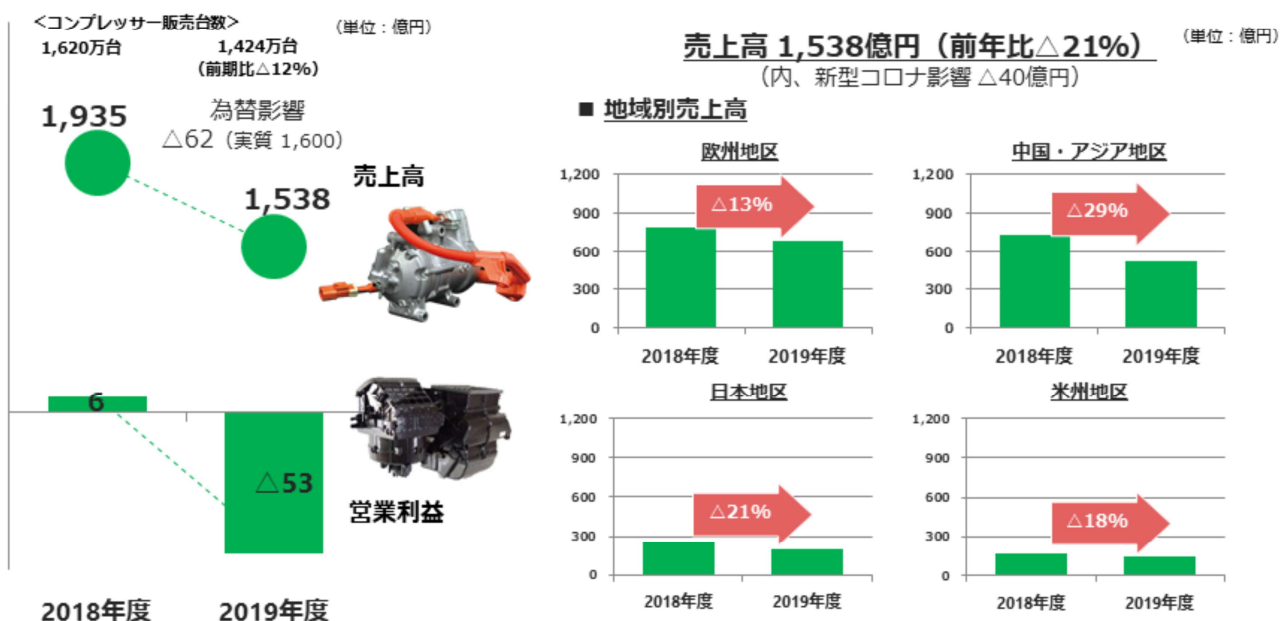 ＜コンプレッサー販売台数＞
（単位：億円）
1,620万台
1,424万台
（前期比△12%）
1,935
為替影響
△62（実質 1,600）
1,538
売上高
6
△53
営業利益
2018年度
2019年度
売上高 1,538億円（前年比△21%）
（単位：億円）
（内、新型コロナ影響 △40億円）
■ 地域別売上高
欧州地区
1,200
900
600
300
0
△13%
2018年度
2019年度
中国・アジア地区
1,200
900
600
300
0
△29%
2018年度
2019年度
日本地区
1,200
900
600
300
0
△21%
2018年度
2019年度
米州地区
1,200
900
600
300
0
△18%
2018年度
2019年度